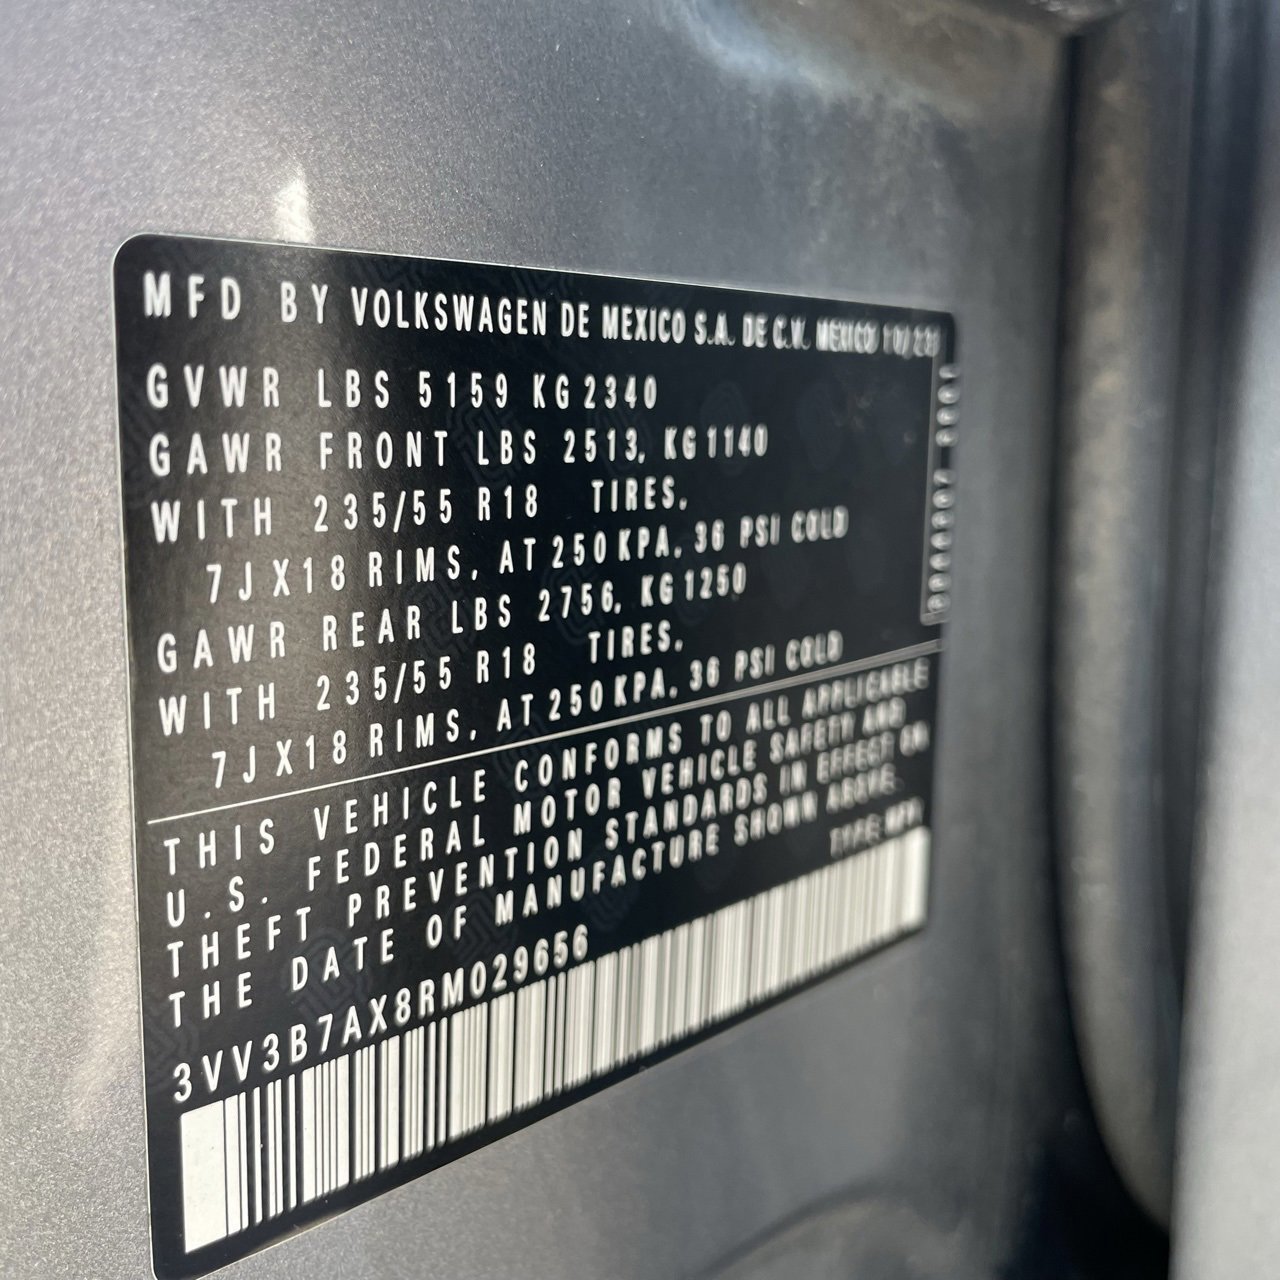 MFD BY VOLKSWAGEN DE MEXICO S.A. DE C.V. MEXICO 10/23
GVWR LBS 5159 KG 2340
GAWR FRONT LBS 2513, KG 1140
WITH 235/55 R18 TIRES,
7JX18 RIMS, AT 250 KPA, 36 PSI COLD
GAWR REAR LBS 2756, KG 1250
WITH 235/55 R18 TIRES,
7JX18 RIMS, AT 250 KPA, 36 PSI COLD
THIS VEHICLE CONFORMS TO ALL APPLICABLE
U.S. FEDERAL MOTOR VEHICLE SAFETY AND
THEFT PREVENTION STANDARDS IN EFFECT ON
THE DATE OF MANUFACTURE SHOWN ABOVE.
TYPE: MPV
3VV3B7AX8RM029656